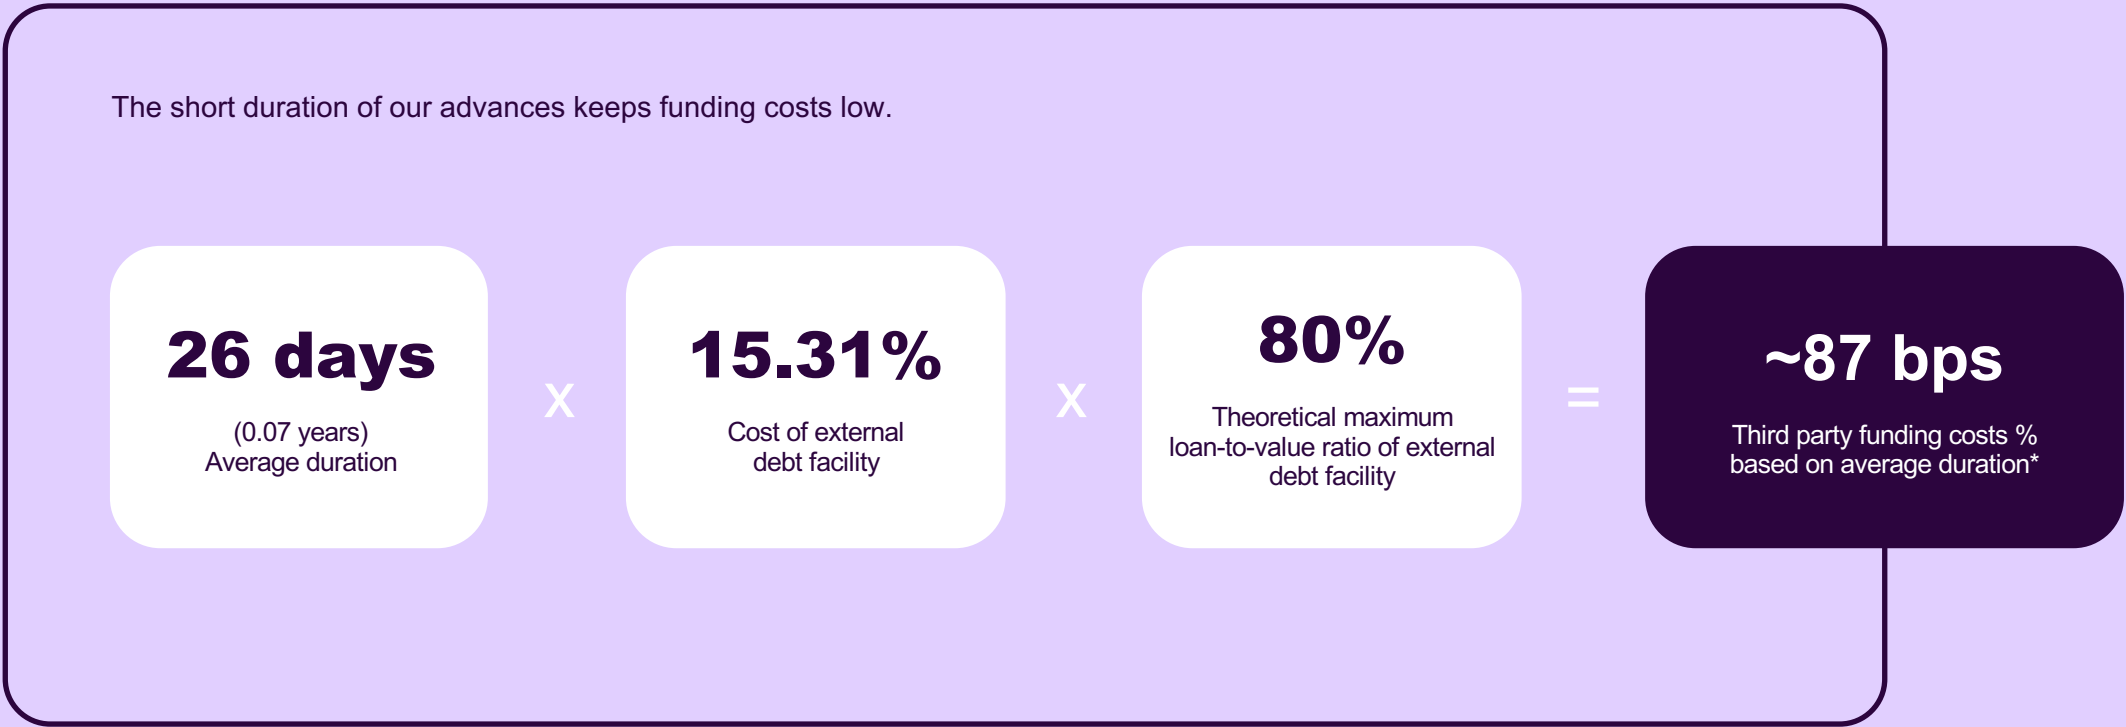 The short duration of our advances keeps funding costs low.
26 days
(0.07 years)
Average duration
x
15.31%
Cost of external
debt facility
x
80%
Theoretical maximum
loan-to-value ratio of external
debt facility
=
~87 bps
Third party funding costs %
based on average duration*